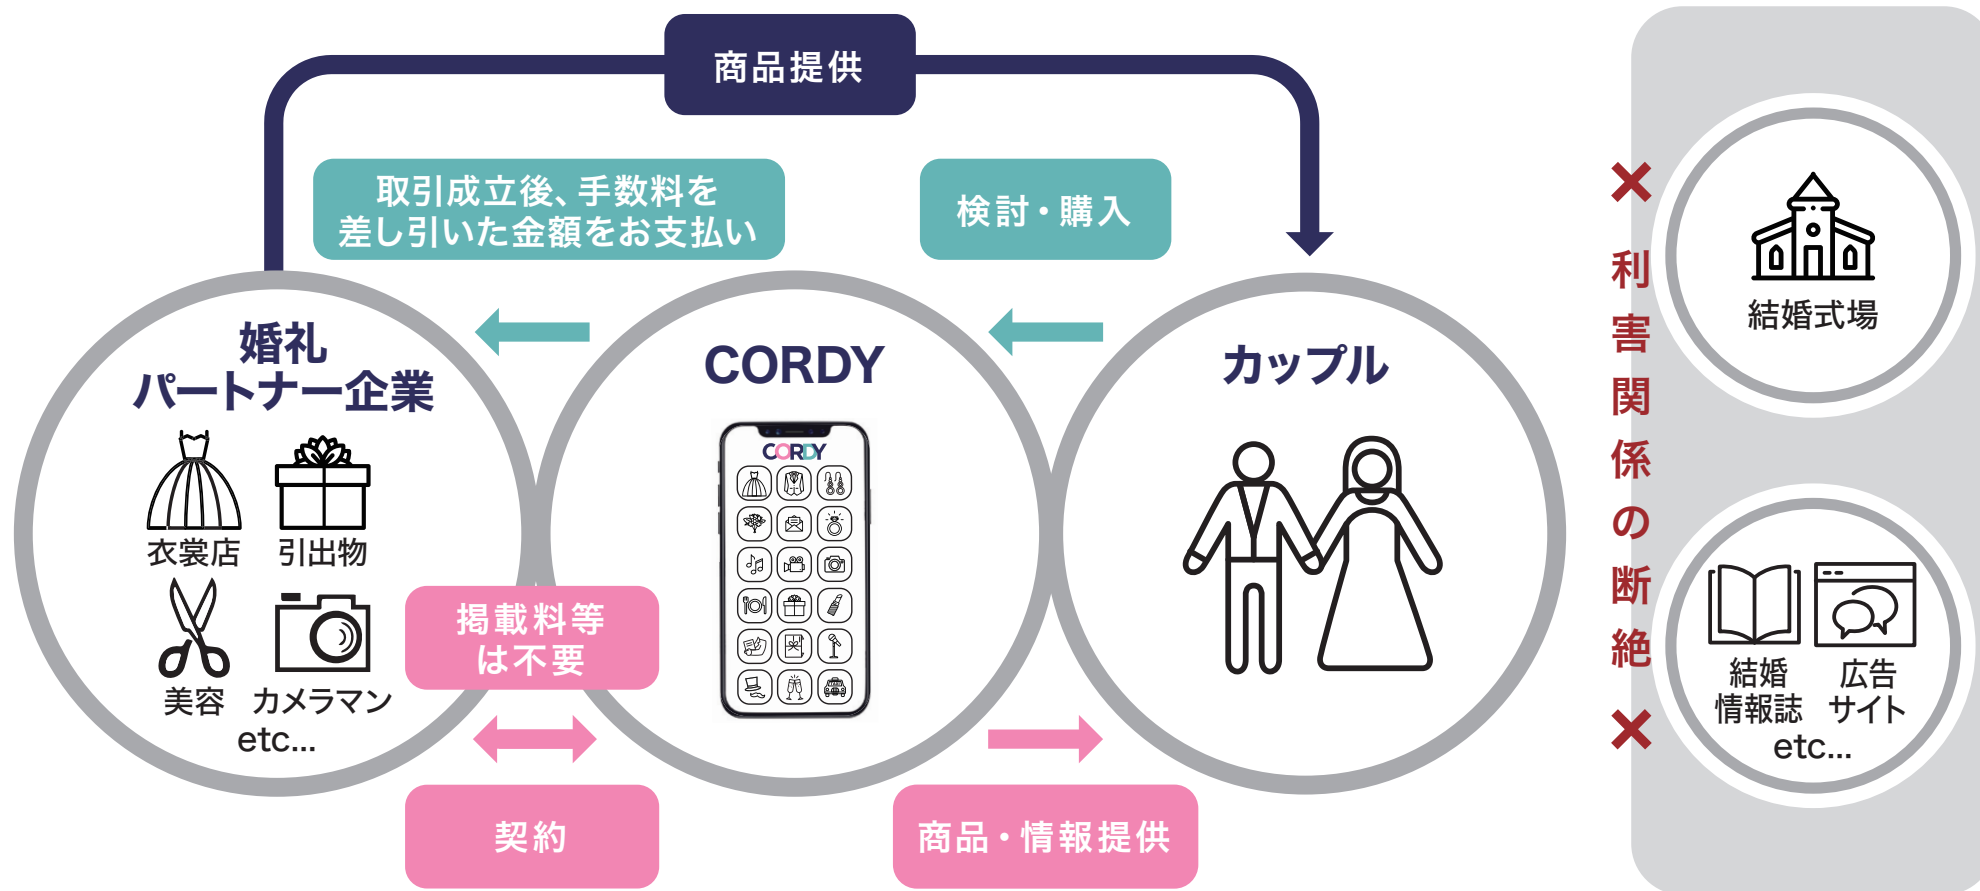 商品提供
取引成立後、手数料を
差し引いた金額をお支払い
検討・購入
婚礼
パートナー企業
衣裳店
引出物
美容
カメラマン
etc...
CORDY
CORDY
カップル
掲載料等
は不要
契約
商品・情報提供
利害関係の断絶
結婚式場
結婚
情報誌
広告
サイト
etc...